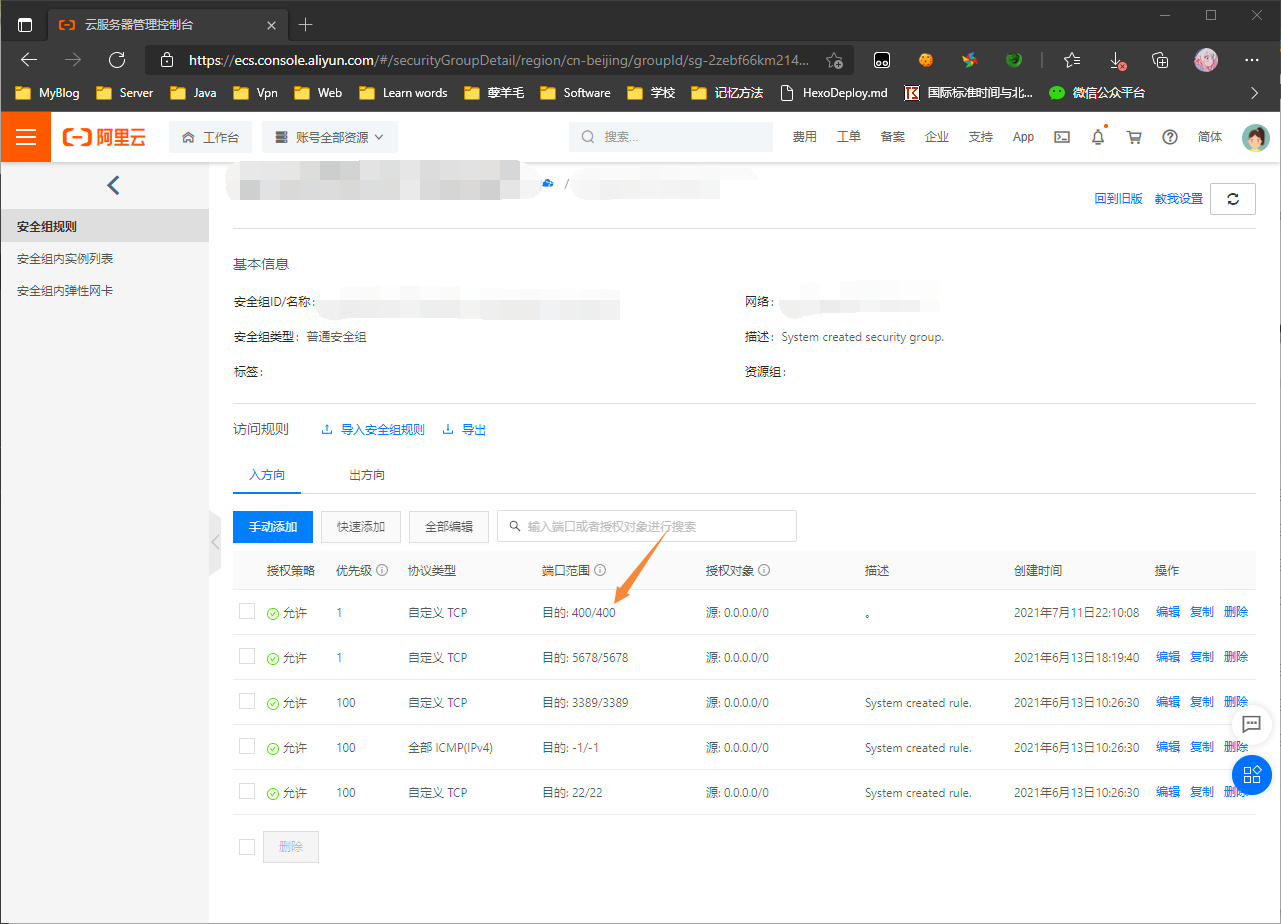 云服务器管理控制台
https://ecs.console.aliyun.com/#/securityGroupDetail/region/cn-beijing/groupId/sg-2zebf66km214...
MyBlog Server Java Vpn Web Learn words 孽羊毛 Software 学校 记忆方法 HexoDeploy.md 国际标准时间与北... 微信公众平台
阿里云 工作台 账号全部资源 搜索... 费用 工单 备案 企业 支持 App 简体
/
回到旧版 教我设置
安全组规则
安全组内实例列表
安全组内弹性网卡
基本信息
安全组ID/名称: 网络:
安全组类型: 普通安全组 描述: System created security group.
标签: 资源组:
访问规则 导入安全组规则 导出
入方向 出方向
手动添加 快速添加 全部编辑 输入端口或者授权对象进行搜索
授权策略 优先级 协议类型 端口范围 授权对象 描述 创建时间 操作
允许 1 自定义 TCP 目的: 400/400 源: 0.0.0.0/0 。 2021年7月11日22:10:08 编辑 复制 删除
允许 1 自定义 TCP 目的: 5678/5678 源: 0.0.0.0/0 2021年6月13日18:19:40 编辑 复制 删除
允许 100 自定义 TCP 目的: 3389/3389 源: 0.0.0.0/0 System created rule. 2021年6月13日10:26:30 编辑 复制 删除
允许 100 全部 ICMP(IPv4) 目的: -1/-1 源: 0.0.0.0/0 System created rule. 2021年6月13日10:26:30 编辑 复制 删除
允许 100 自定义 TCP 目的: 22/22 源: 0.0.0.0/0 System created rule. 2021年6月13日10:26:30 编辑 复制 删除
删除